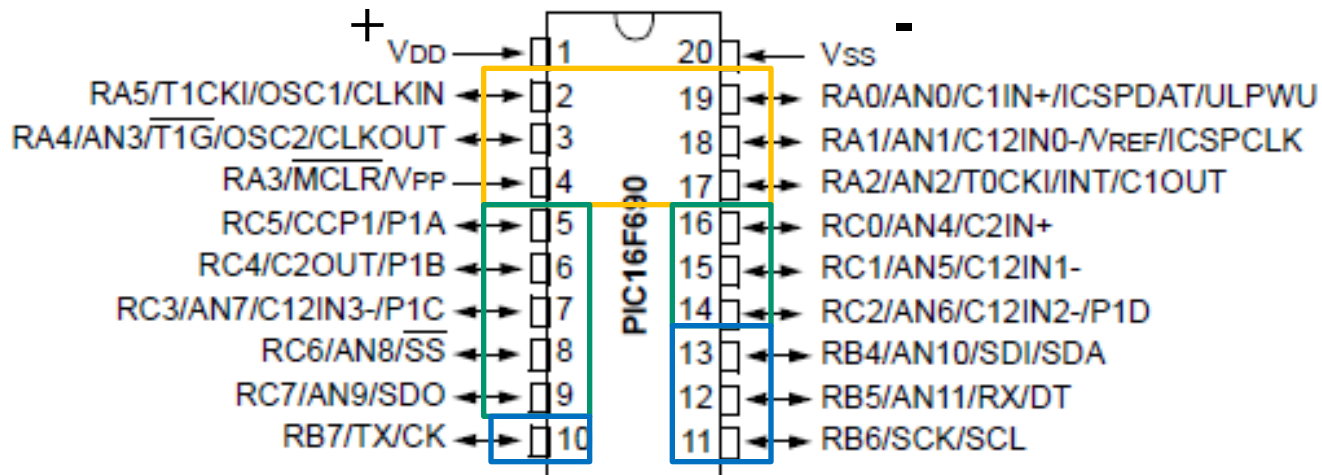 + -
VDD 1 20 VSS
RA5/T1CKI/OSC1/CLKIN 2 19 RA0/AN0/C1IN+/ICSPDAT/ULPWU
RA4/AN3/T1G/OSC2/CLKOUT 3 18 RA1/AN1/C12IN0-/VREF/ICSPCLK
RA3/MCLR/VPP 4 17 RA2/AN2/T0CKI/INT/C1OUT
RC5/CCP1/P1A 5 16 RC0/AN4/C2IN+
RC4/C2OUT/P1B 6 15 RC1/AN5/C12IN1-
RC3/AN7/C12IN3-/P1C 7 14 RC2/AN6/C12IN2-/P1D
RC6/AN8/SS 8 13 RB4/AN10/SDI/SDA
RC7/AN9/SDO 9 12 RB5/AN11/RX/DT
RB7/TX/CK 10 11 RB6/SCK/SCL
PIC16F690